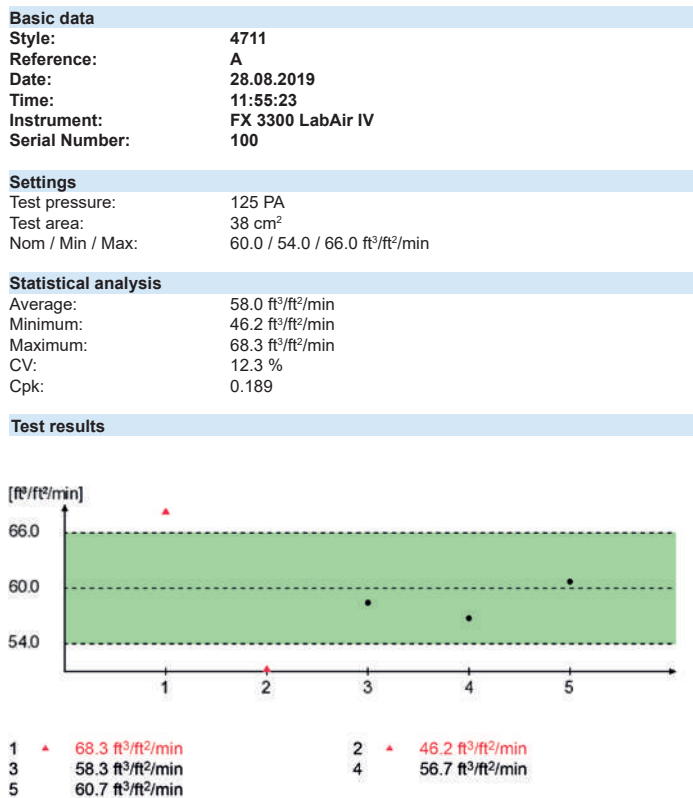 Basic data
Style: 4711
Reference: A
Date: 28.08.2019
Time: 11:55:23
Instrument: FX 3300 LabAir IV
Serial Number: 100
Settings
Test pressure: 125 PA
Test area: 38 cm²
Nom / Min / Max: 60.0 / 54.0 / 66.0 ft³/ft²/min
Statistical analysis
Average: 58.0 ft³/ft²/min
Minimum: 46.2 ft³/ft²/min
Maximum: 68.3 ft³/ft²/min
CV: 12.3 %
Cpk: 0.189
Test results
[ft³/ft²/min]
66.0
60.0
54.0
1 2 3 4 5
1 ▲ 68.3 ft³/ft²/min 2 ▲ 46.2 ft³/ft²/min
3 58.3 ft³/ft²/min 4 56.7 ft³/ft²/min
5 60.7 ft³/ft²/min